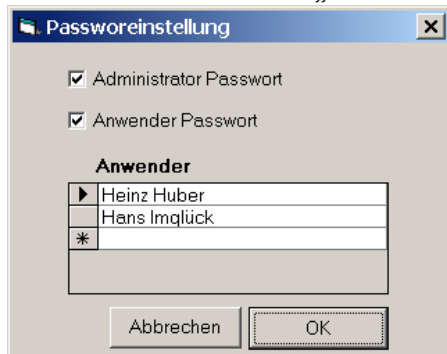 „
Passworeinstellung
Administrator Passwort
Anwender Passwort
Anwender
Heinz Huber
Hans Imglück
Abbrechen OK